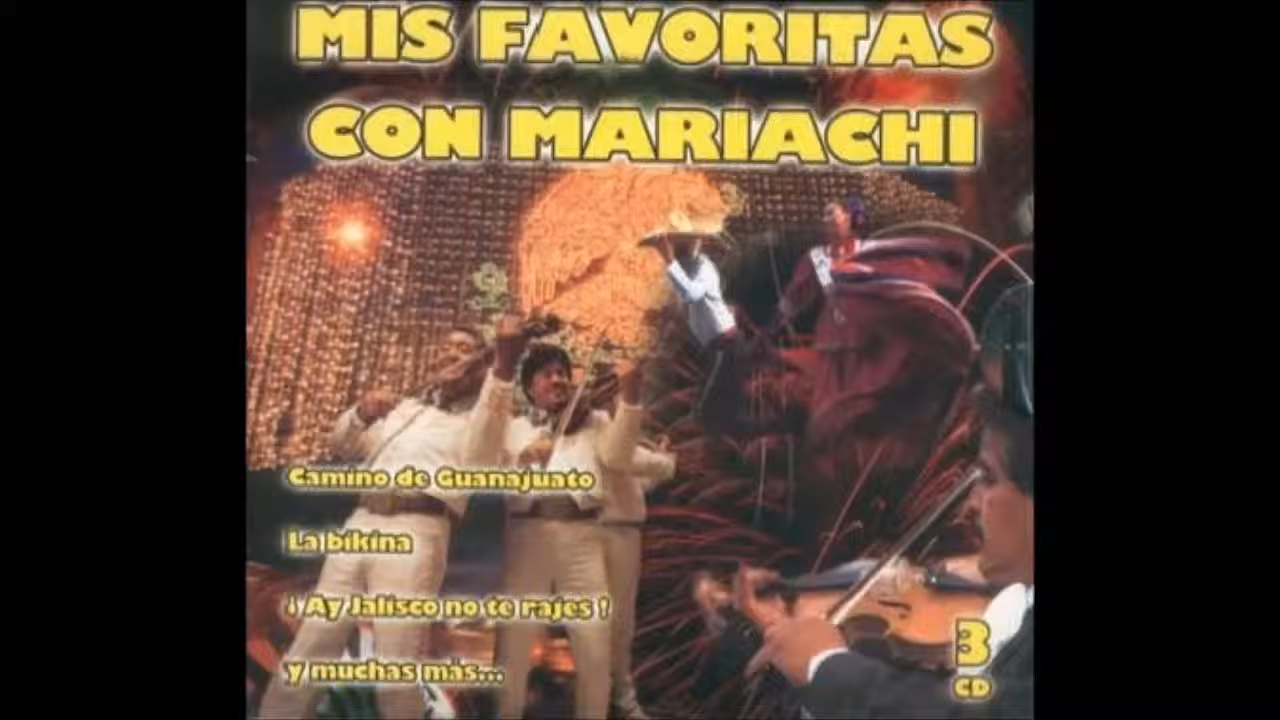 MIS FAVORITAS
CON MARIACHI
Camino de Guanajuato
La bikina
¡ Ay Jalisco no te rajes !
y muchas más...
3
CD